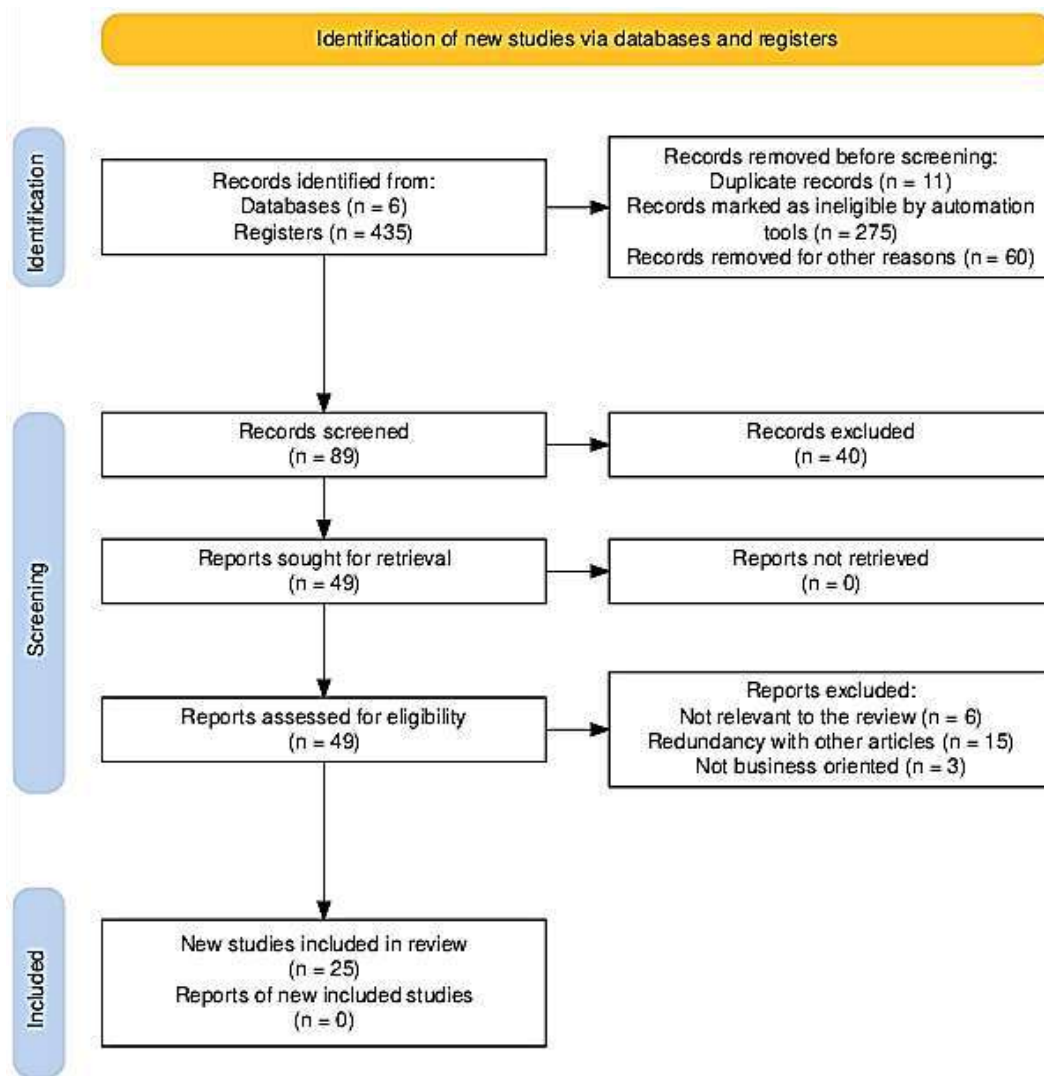 Identification of new studies via databases and registers
Identification
Records identified from:
Databases (n = 6)
Registers (n = 435)
Records removed before screening:
Duplicate records (n = 11)
Records marked as ineligible by automation
tools (n = 275)
Records removed for other reasons (n = 60)
Screening
Records screened
(n = 89)
Records excluded
(n = 40)
Reports sought for retrieval
(n = 49)
Reports not retrieved
(n = 0)
Reports assessed for eligibility
(n = 49)
Reports excluded:
Not relevant to the review (n = 6)
Redundancy with other articles (n = 15)
Not business oriented (n = 3)
Included
New studies included in review
(n = 25)
Reports of new included studies
(n = 0)